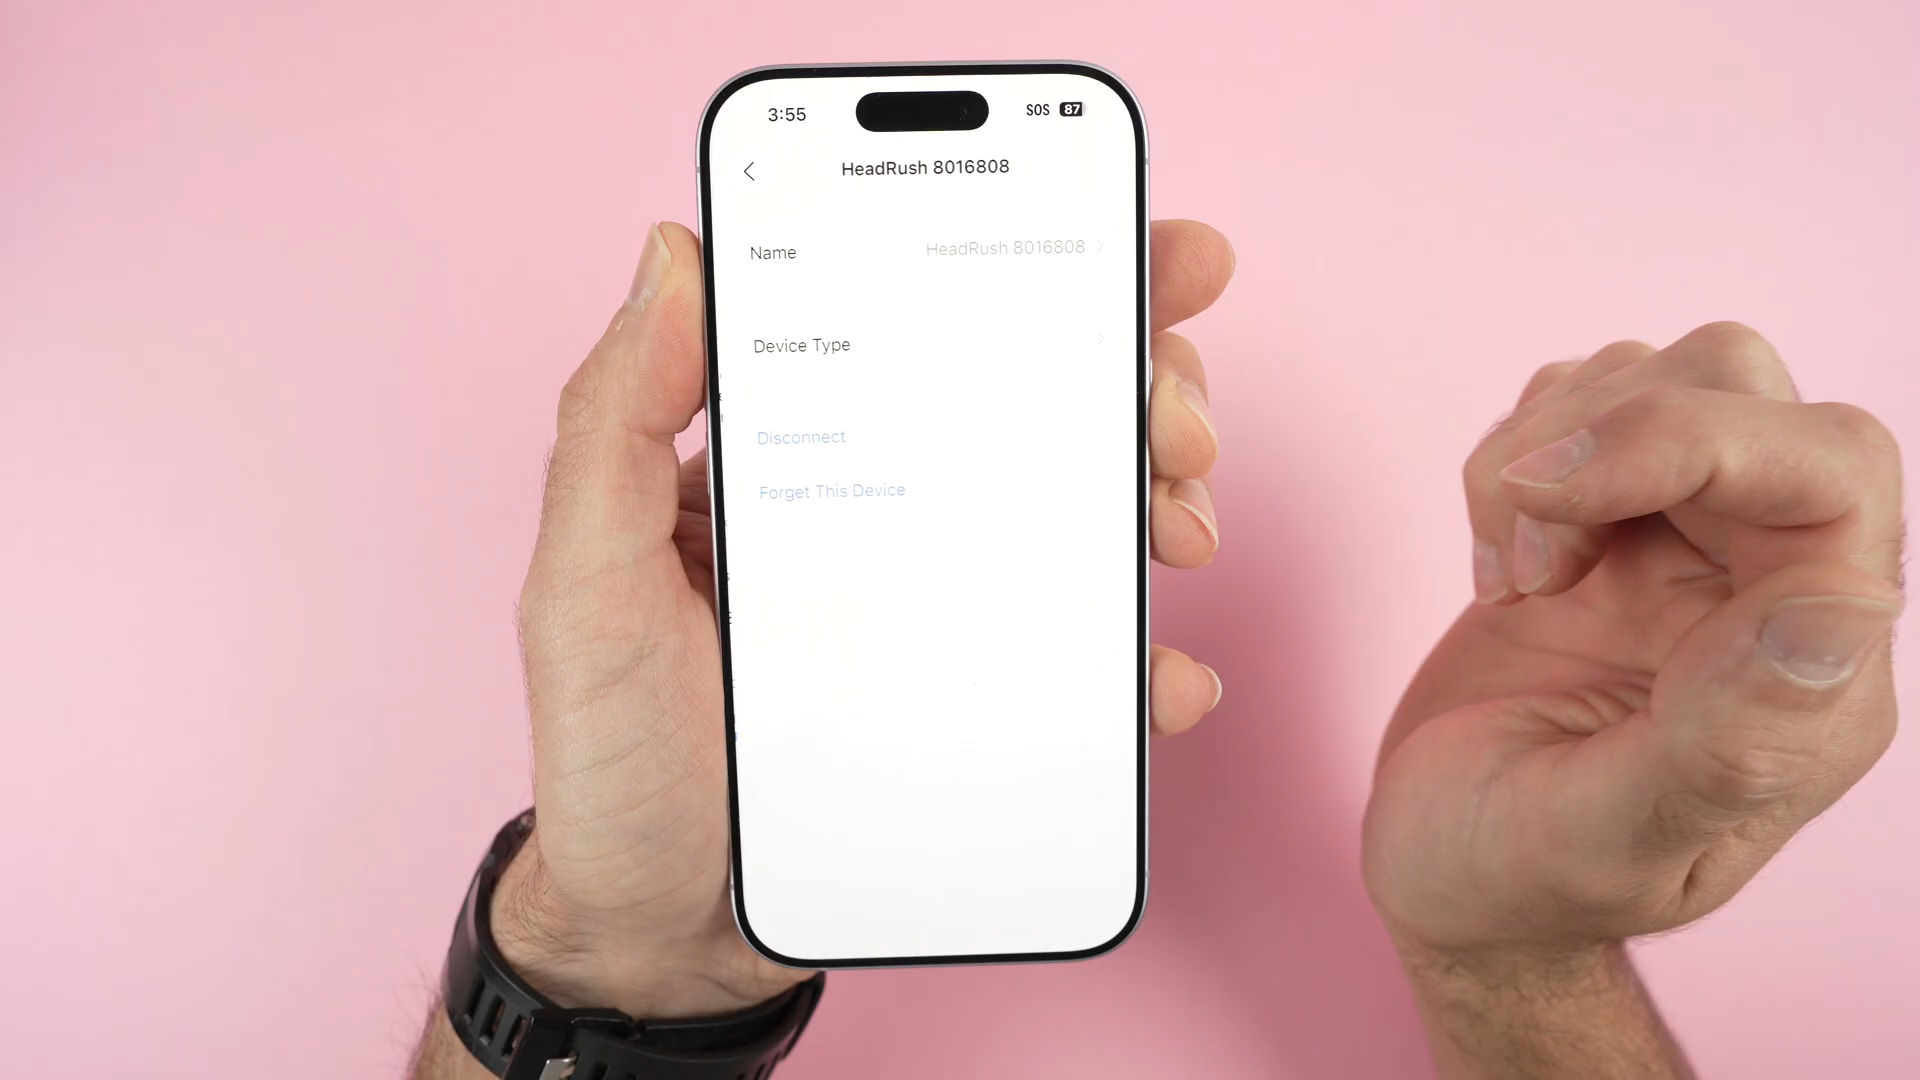 3:55
SOS 87
HeadRush 8016808
Name HeadRush 8016808
Device Type
Disconnect
Forget This Device